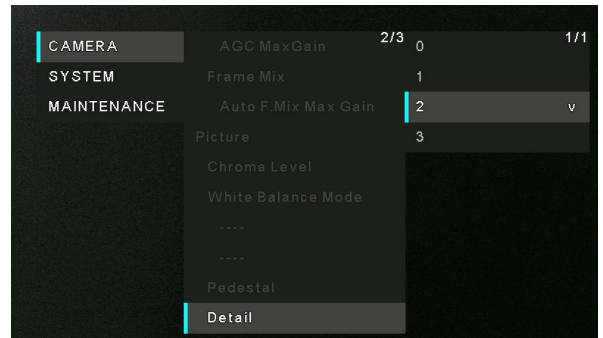 CAMERA
SYSTEM
MAINTENANCE
2/3
AGC MaxGain
Frame Mix
Auto F.Mix Max Gain
Picture
Chroma Level
White Balance Mode
----
----
Pedestal
Detail
1/1
0
1
2 v
3